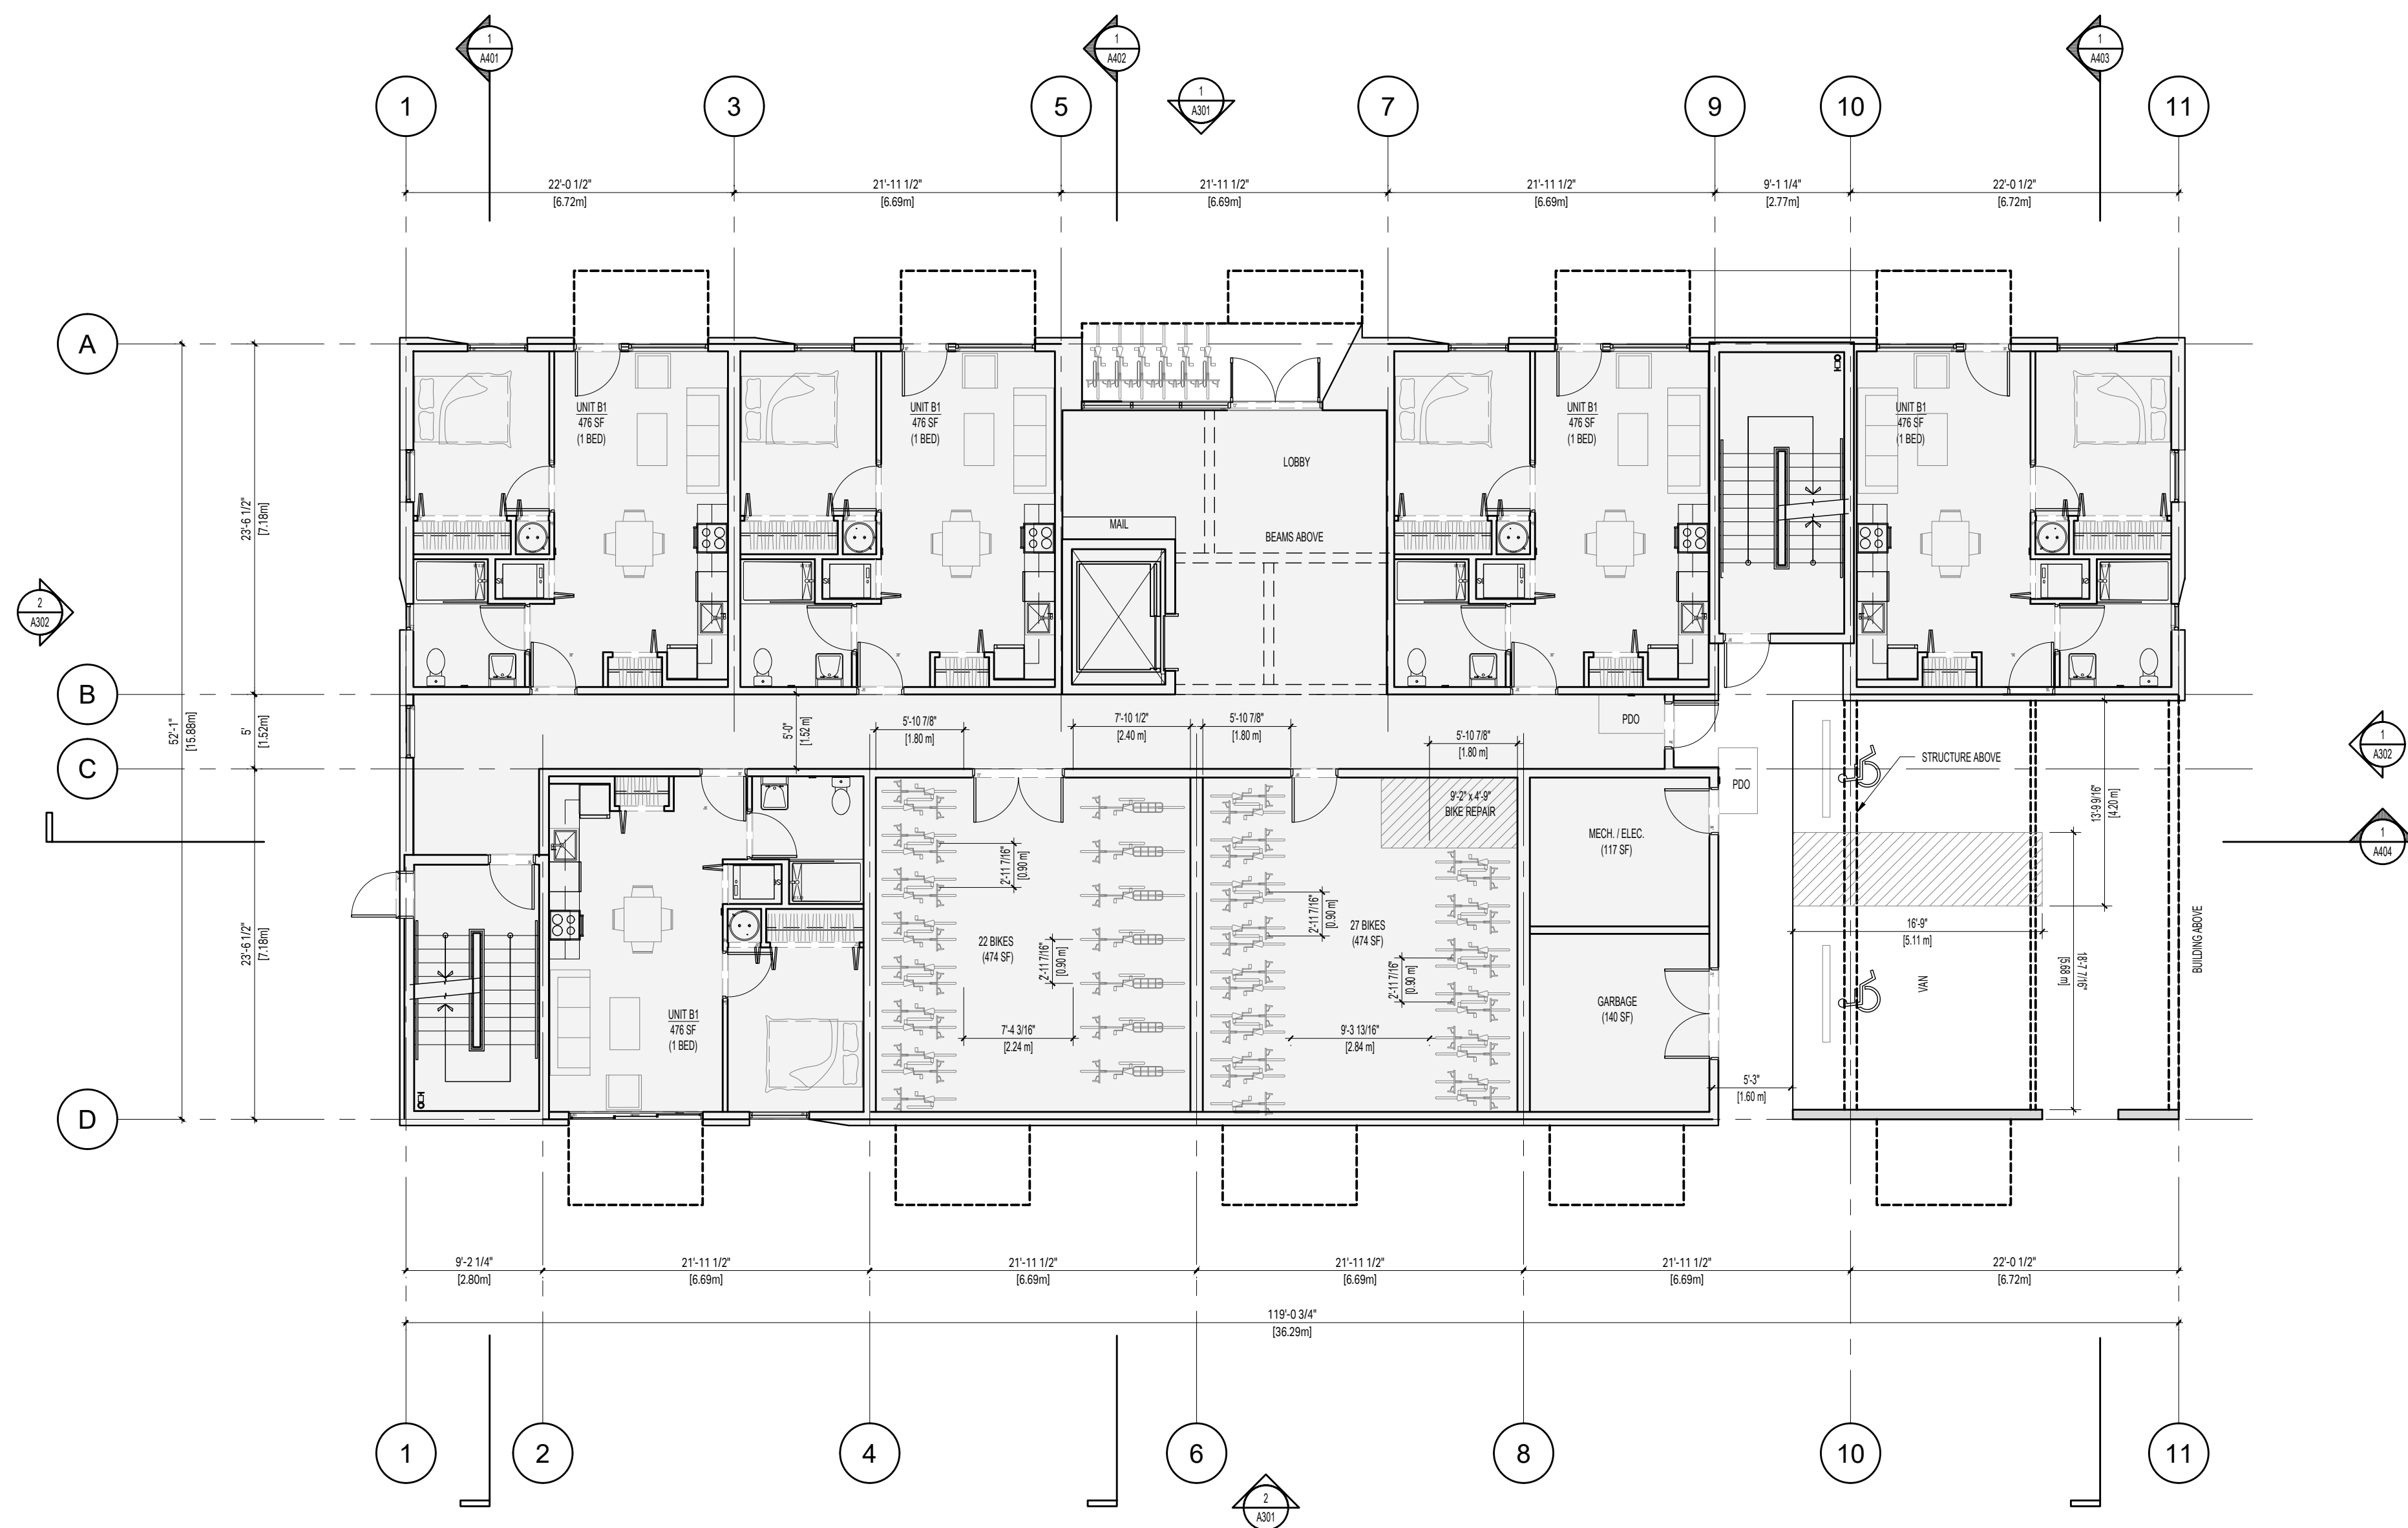 1
A401
1
A402
1
A301
1
A403
1
3
5
7
9
10
11
22'-0 1/2"
[6.72m]
21'-11 1/2"
[6.69m]
21'-11 1/2"
[6.69m]
21'-11 1/2"
[6.69m]
9'-1 1/4"
[2.77m]
22'-0 1/2"
[6.72m]
A
B
C
D
52'-1"
[15.88m]
23'-6 1/2"
[7.18m]
5'
[1.52m]
23'-6 1/2"
[7.18m]
2
A302
1
A302
1
A404
UNIT B1
476 SF
(1 BED)
UNIT B1
476 SF
(1 BED)
LOBBY
MAIL
BEAMS ABOVE
UNIT B1
476 SF
(1 BED)
UNIT B1
476 SF
(1 BED)
5'-0"
[1.52 m]
5'-10 7/8"
[1.80 m]
7'-10 1/2"
[2.40 m]
5'-10 7/8"
[1.80 m]
5'-10 7/8"
[1.80 m]
PDO
PDO
STRUCTURE ABOVE
9'-2" x 4'-9"
BIKE REPAIR
MECH. / ELEC.
(117 SF)
13'-9 9/16"
[4.20 m]
2'-11 7/16"
[0.90 m]
2'-11 7/16"
[0.90 m]
22 BIKES
(474 SF)
2'-11 7/16"
[0.90 m]
27 BIKES
(474 SF)
2'-11 7/16"
[0.90 m]
16'-9"
[5.11 m]
BUILDING ABOVE
VAN
18'-7 7/16"
[5.68 m]
UNIT B1
476 SF
(1 BED)
7'-4 3/16"
[2.24 m]
9'-3 13/16"
[2.84 m]
GARBAGE
(140 SF)
5'-3"
[1.60 m]
9'-2 1/4"
[2.80m]
21'-11 1/2"
[6.69m]
21'-11 1/2"
[6.69m]
21'-11 1/2"
[6.69m]
21'-11 1/2"
[6.69m]
22'-0 1/2"
[6.72m]
119'-0 3/4"
[36.29m]
1
2
4
6
8
10
11
2
A301